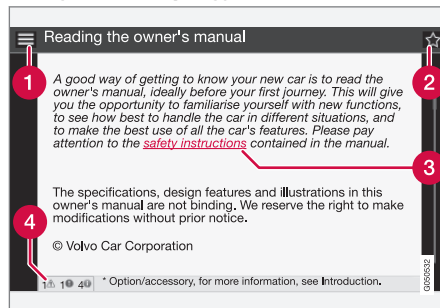 Reading the owner's manual
1
2
A good way of getting to know your new car is to read the
owner's manual, ideally before your first journey. This will give
you the opportunity to familiarise yourself with new functions,
to see how best to handle the car in different situations, and
to make the best use of all the car's features. Please pay
attention to the safety instructions contained in the manual.
3
The specifications, design features and illustrations in this
owner's manual are not binding. We reserve the right to make
modifications without prior notice.
4
© Volvo Car Corporation
1 1 4 * Option/accessory, for more information, see Introduction.
G050532